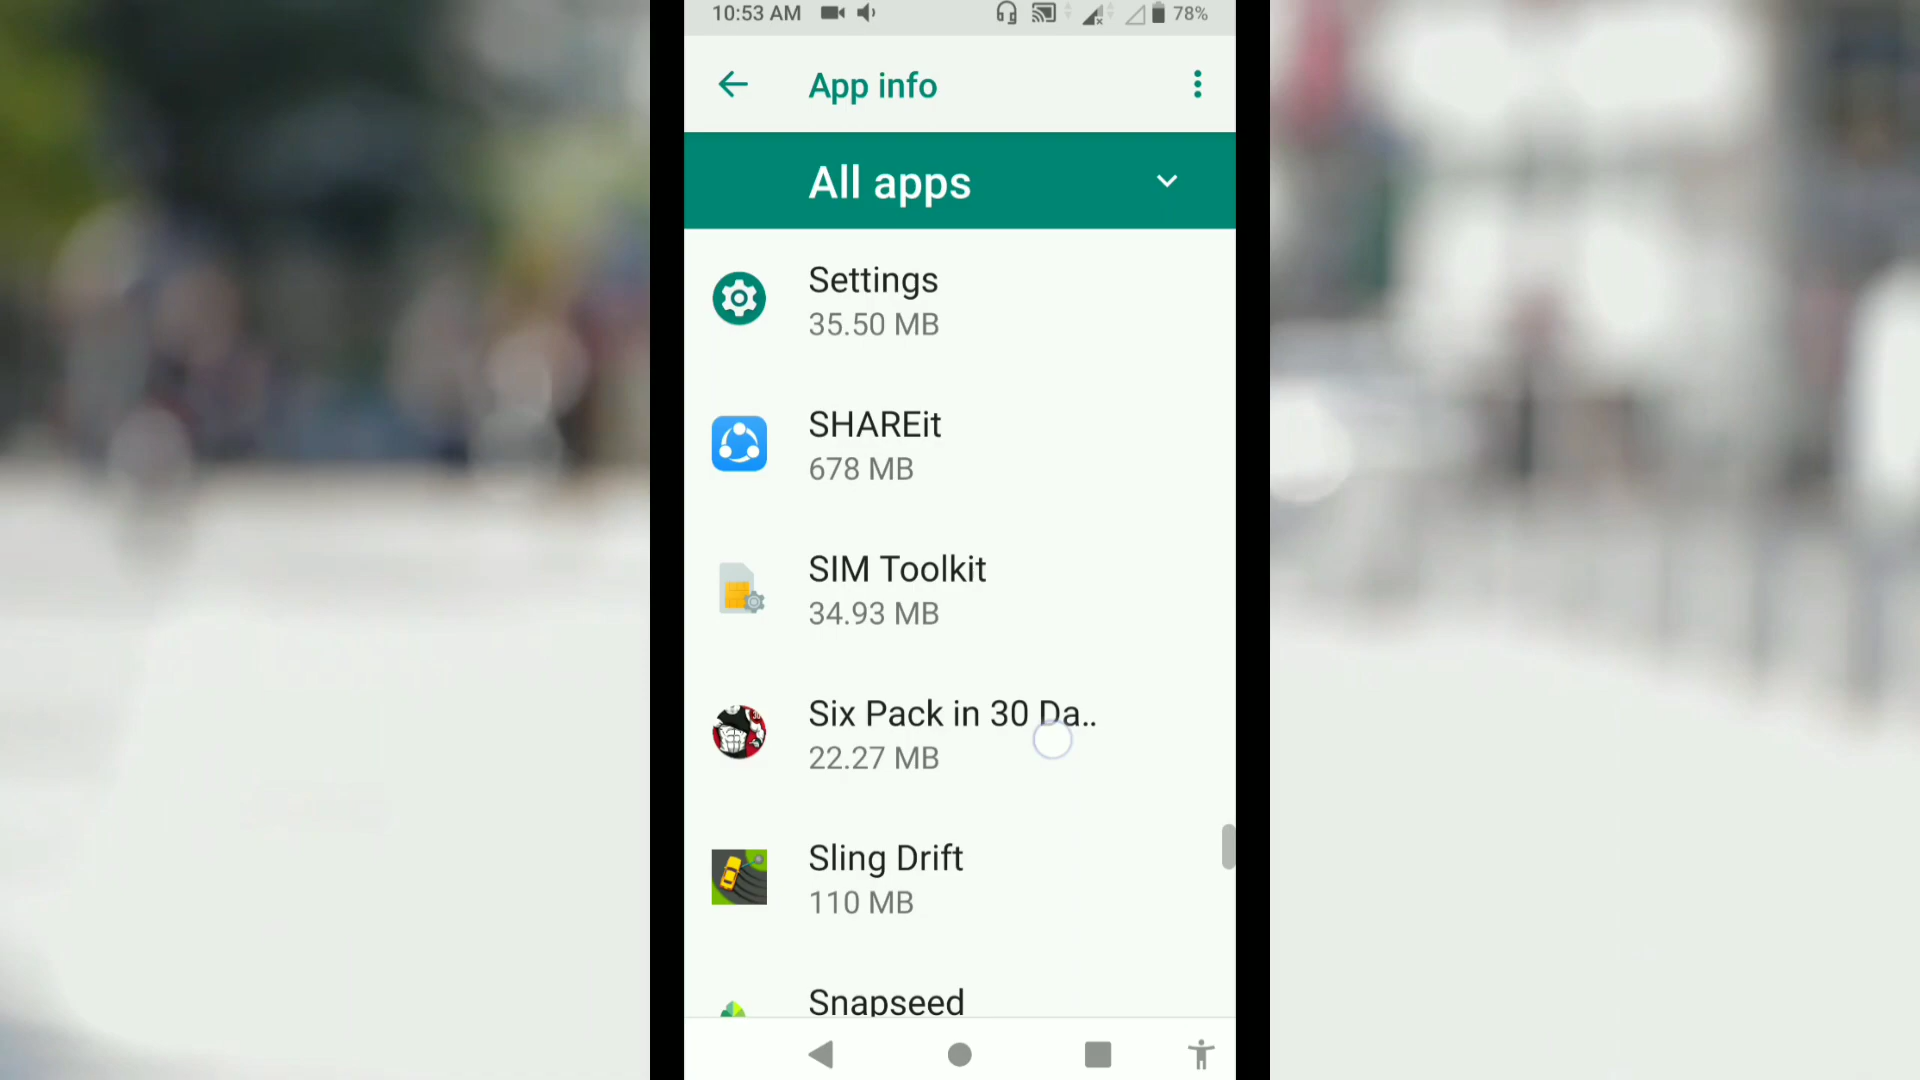 10:53 AM 78%
App info
All apps
Settings
35.50 MB
SHAREit
678 MB
SIM Toolkit
34.93 MB
Six Pack in 30 Da..
22.27 MB
Sling Drift
110 MB
Snapseed